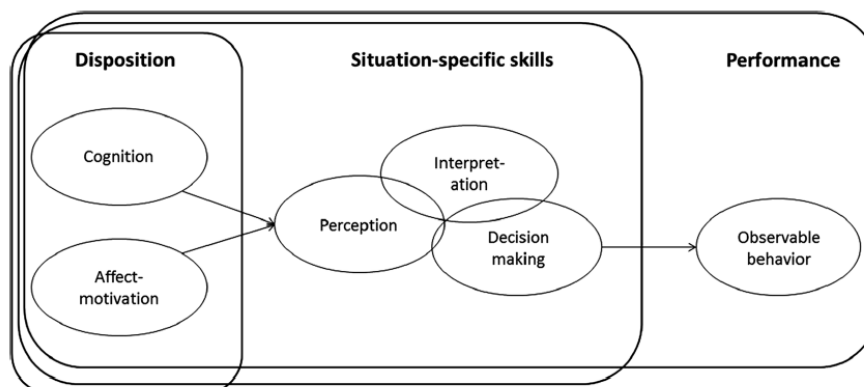 Disposition
Situation-specific skills
Performance
Cognition
Affect-
motivation
Perception
Interpret-
ation
Decision
making
Observable
behavior